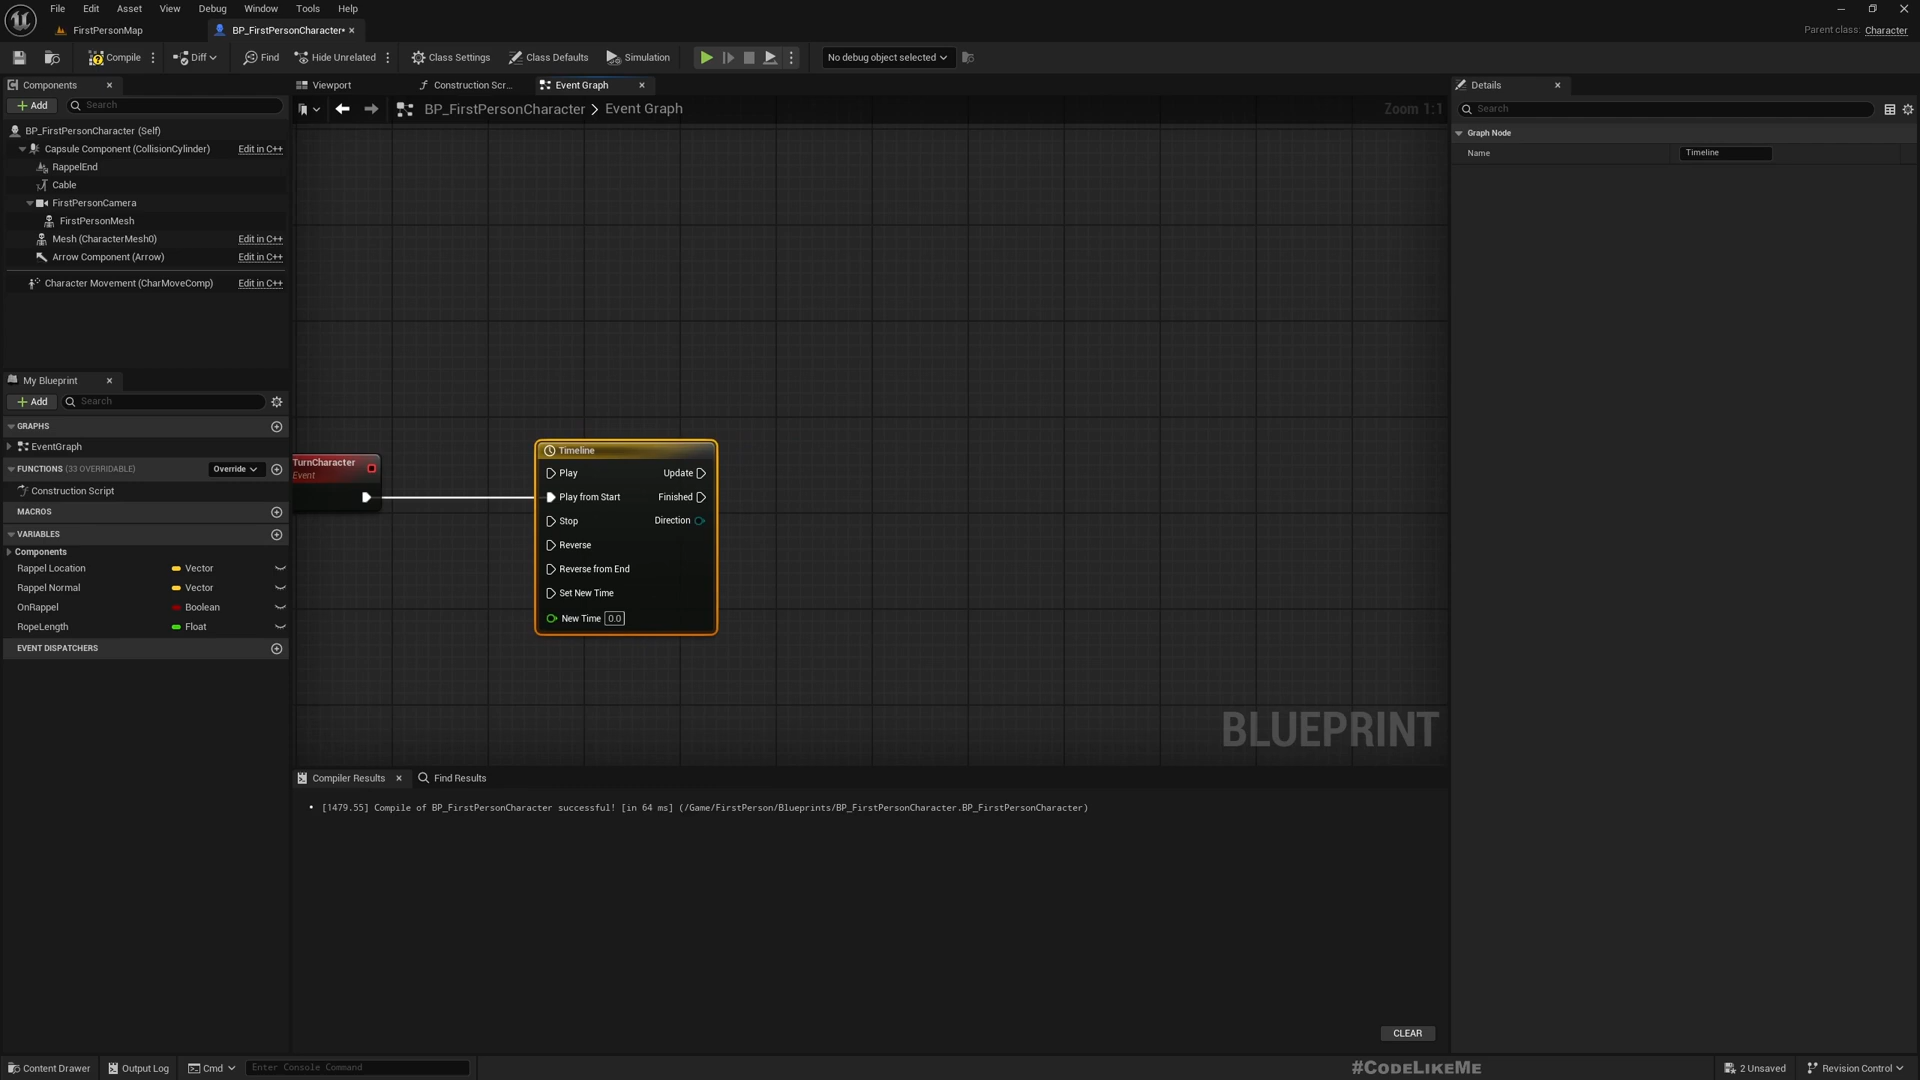 File Edit Asset View Debug Window Tools Help
FirstPersonMap
BP_FirstPersonCharacter•
Parent class: Character
Compile
Diff
Find
Hide Unrelated
Class Settings
Class Defaults
Simulation
No debug object selected
Components
Viewport
Construction Scr...
Event Graph
Details
Add
Search
BP_FirstPersonCharacter > Event Graph
Zoom 1:1
Search
BP_FirstPersonCharacter (Self)
Capsule Component (CollisionCylinder) Edit in C++
RappelEnd
Cable
FirstPersonCamera
FirstPersonMesh
Mesh (CharacterMesh0) Edit in C++
Arrow Component (Arrow) Edit in C++
Character Movement (CharMoveComp) Edit in C++
Graph Node
Name Timeline
My Blueprint
Add
Search
GRAPHS
EventGraph
FUNCTIONS (33 OVERRIDABLE) Override
Construction Script
MACROS
VARIABLES
Components
Rappel Location Vector
Rappel Normal Vector
OnRappel Boolean
RopeLength Float
EVENT DISPATCHERS
TurnCharacter
Event
Timeline
Play Update
Play from Start Finished
Stop Direction
Reverse
Reverse from End
Set New Time
New Time 0.0
BLUEPRINT
Compiler Results
Find Results
• [1479.55] Compile of BP_FirstPersonCharacter successful! [in 64 ms] (/Game/FirstPerson/Blueprints/BP_FirstPersonCharacter.BP_FirstPersonCharacter)
CLEAR
Content Drawer
Output Log
Cmd
Enter Console Command
#CODELIKEME
2 Unsaved
Revision Control